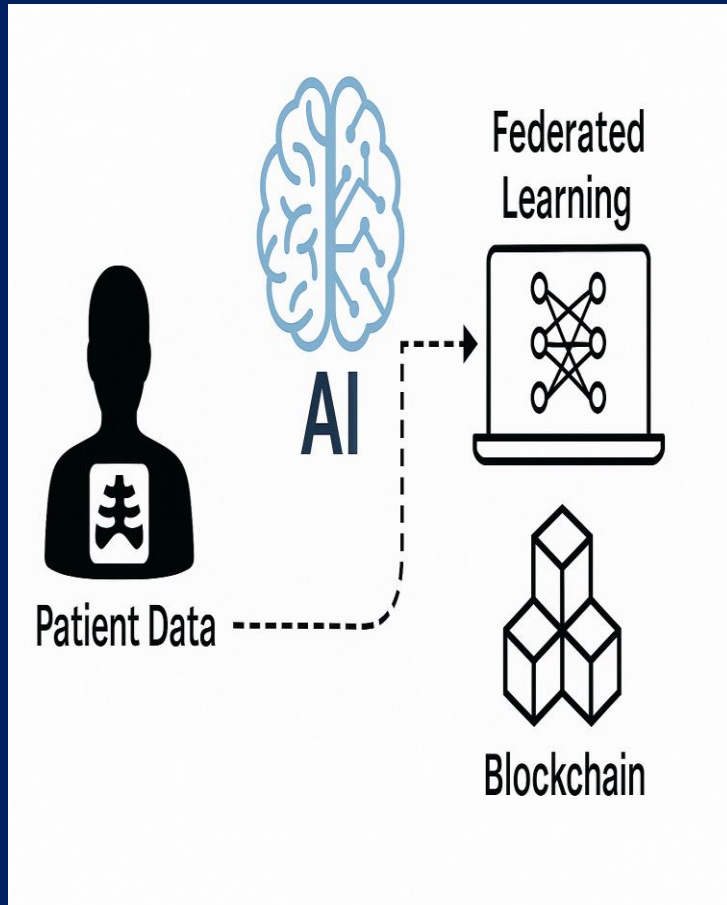 Federated
Learning
AI
Patient Data
Blockchain